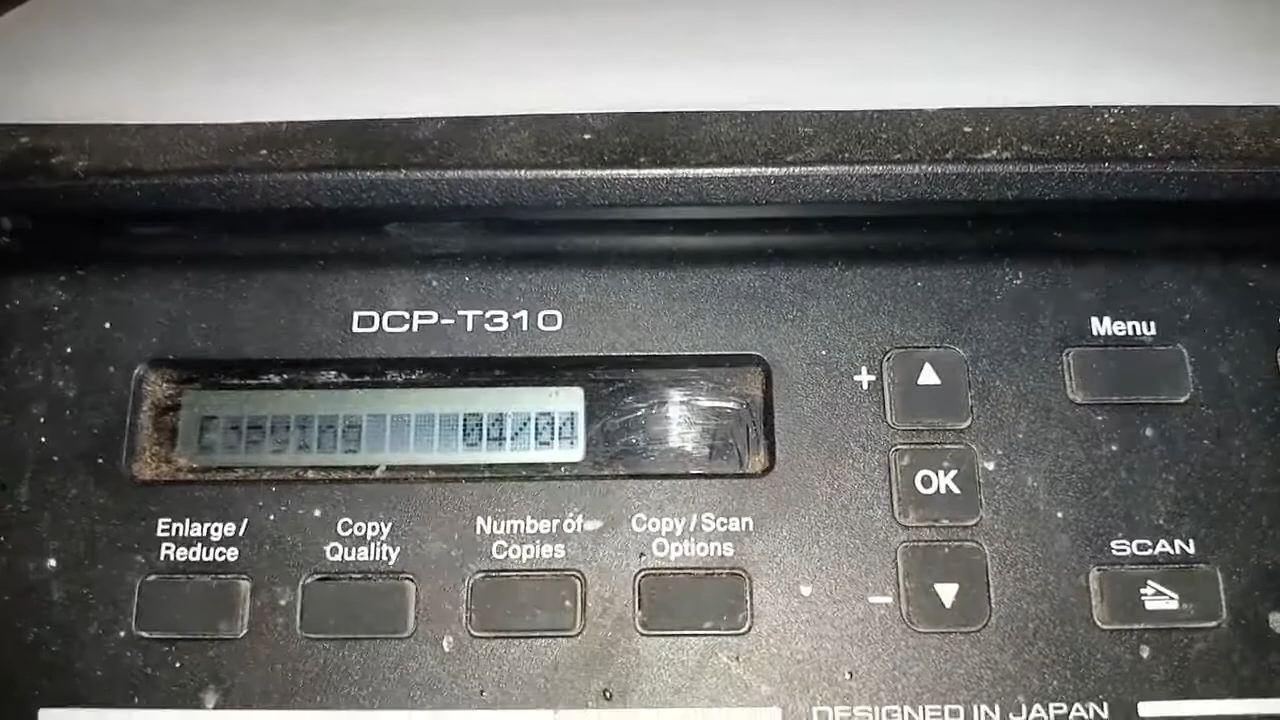 DCP-T310
Menu
+
Copying 04/04
OK
Enlarge/
Reduce
Copy
Quality
Number of
Copies
Copy/Scan
Options
SCAN
−
DESIGNED IN JAPAN